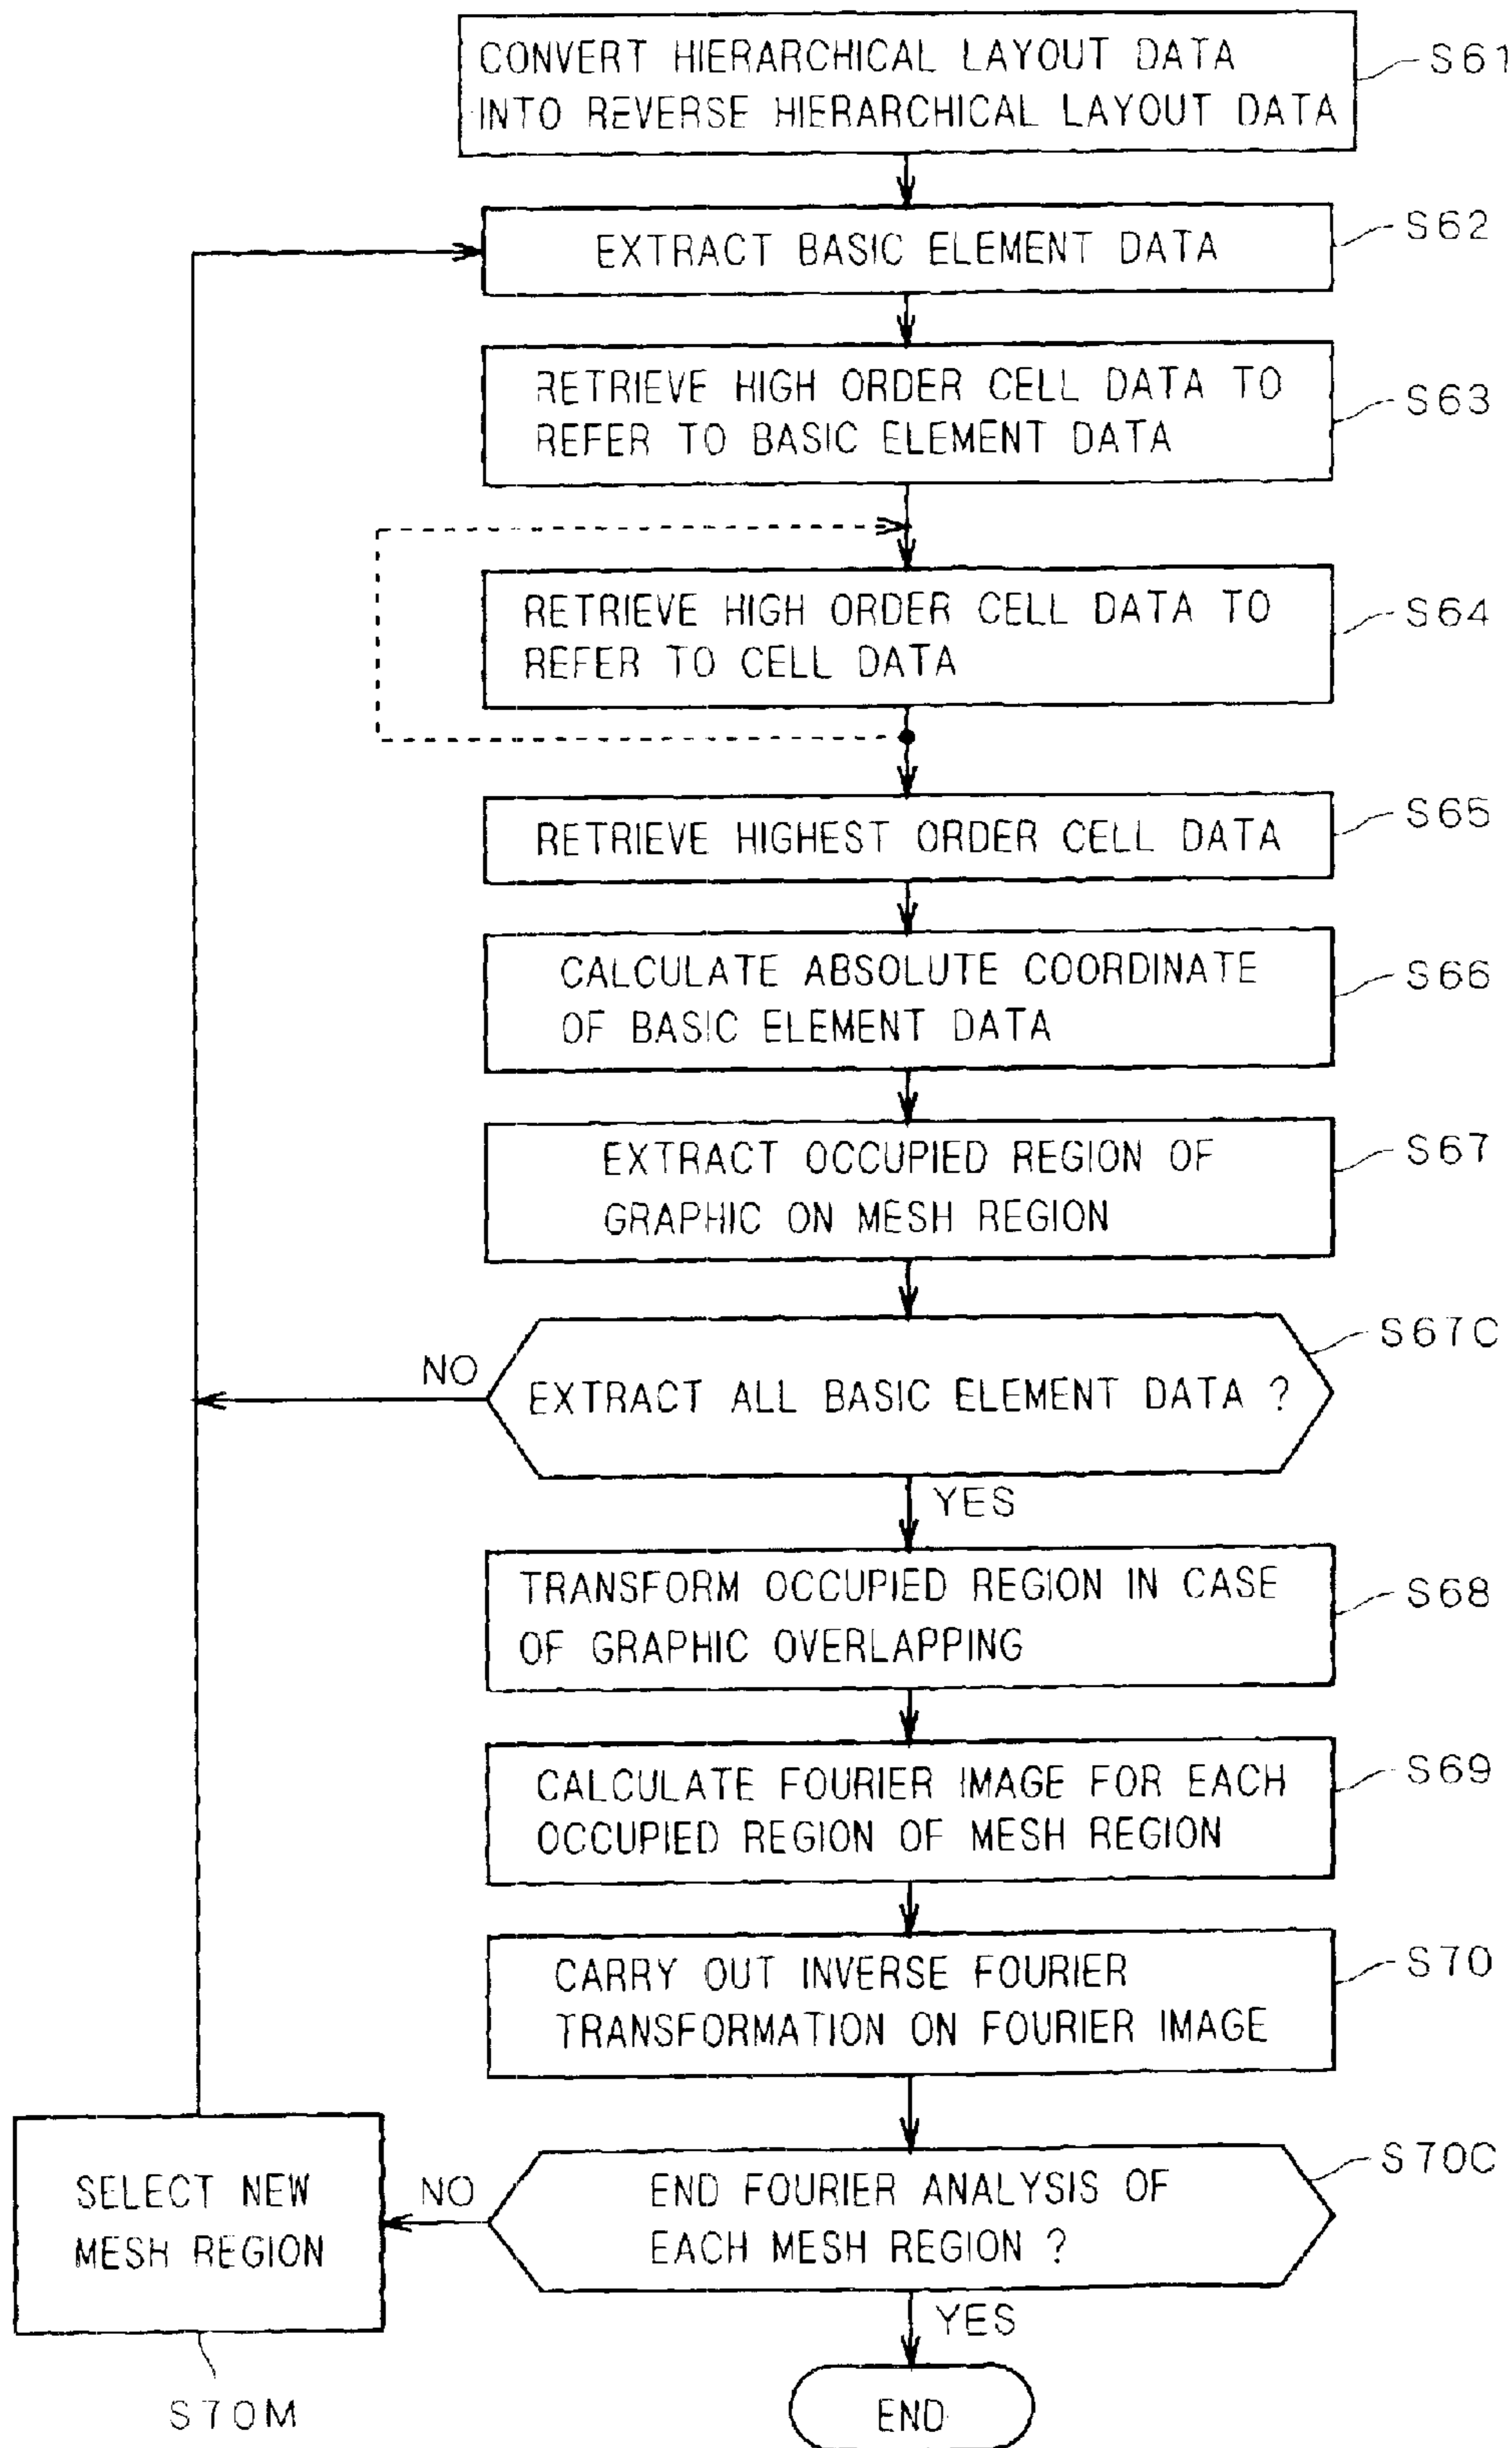 CONVERT HIERARCHICAL LAYOUT DATA
INTO REVERSE HIERARCHICAL LAYOUT DATA
S61
EXTRACT BASIC ELEMENT DATA
S62
RETRIEVE HIGH ORDER CELL DATA TO
REFER TO BASIC ELEMENT DATA
S63
RETRIEVE HIGH ORDER CELL DATA TO
REFER TO CELL DATA
S64
RETRIEVE HIGHEST ORDER CELL DATA
S65
CALCULATE ABSOLUTE COORDINATE
OF BASIC ELEMENT DATA
S66
EXTRACT OCCUPIED REGION OF
GRAPHIC ON MESH REGION
S67
EXTRACT ALL BASIC ELEMENT DATA ?
S67C
NO
YES
TRANSFORM OCCUPIED REGION IN CASE
OF GRAPHIC OVERLAPPING
S68
CALCULATE FOURIER IMAGE FOR EACH
OCCUPIED REGION OF MESH REGION
S69
CARRY OUT INVERSE FOURIER
TRANSFORMATION ON FOURIER IMAGE
S70
END FOURIER ANALYSIS OF
EACH MESH REGION ?
S70C
NO
SELECT NEW
MESH REGION
S70M
YES
END